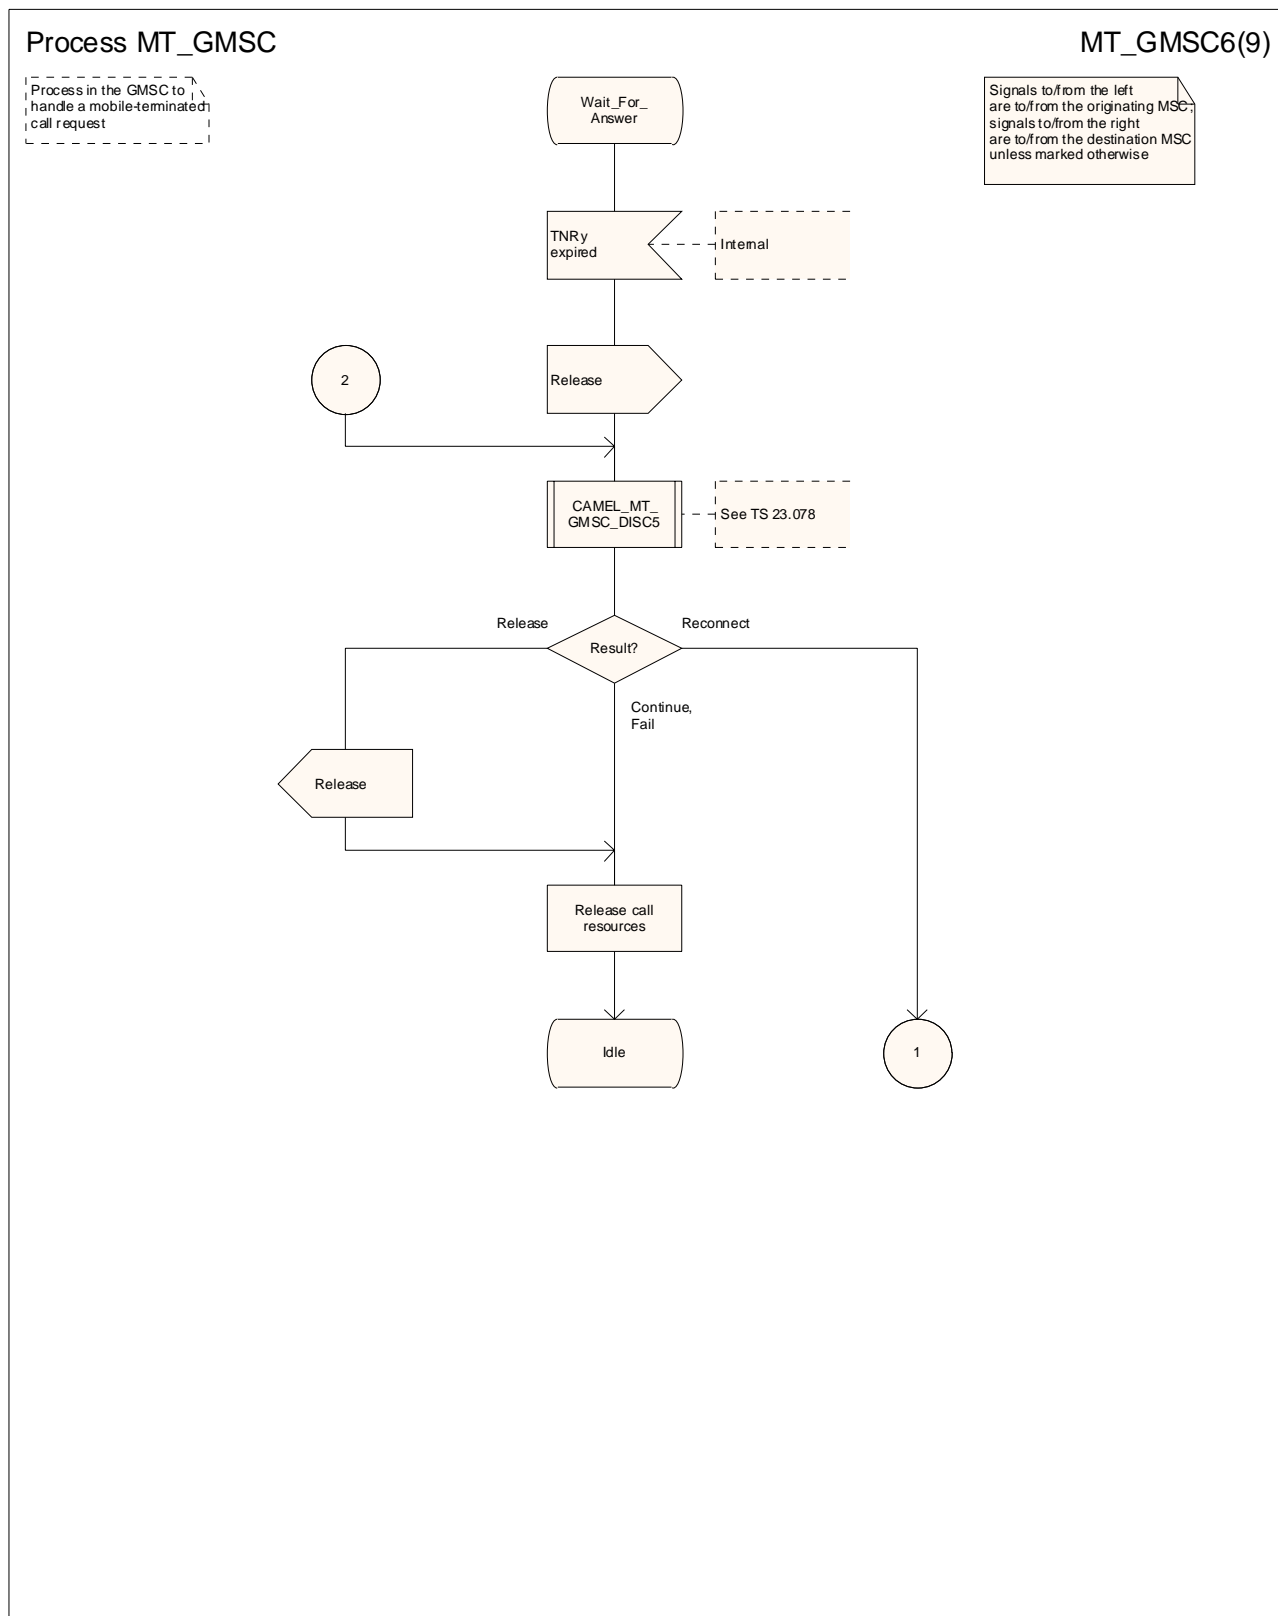 Process MT_GMSC
MT_GMSC6(9)
Process in the GMSC to
handle a mobile-terminated
call request
Signals to/from the left
are to/from the originating MSC;
signals to/from the right
are to/from the destination MSC
unless marked otherwise
Wait_For_
Answer
TNRy
expired
Internal
2
Release
CAMEL_MT_
GMSC_DISC5
See TS 23.078
Release
Reconnect
Result?
Continue,
Fail
Release
Release call
resources
Idle
1